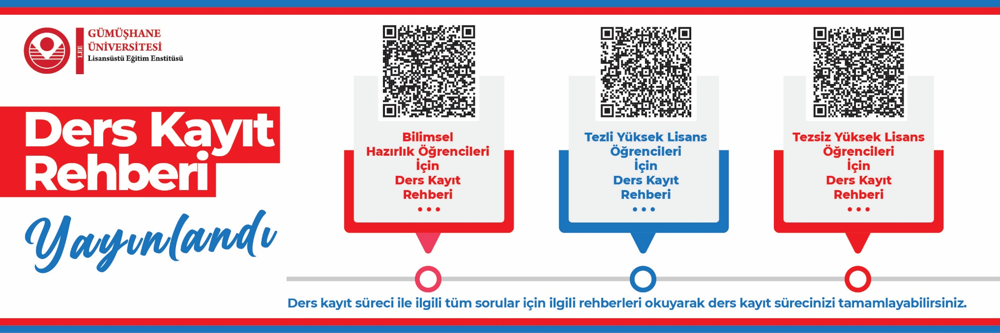 GÜMÜŞHANE
ÜNİVERSİTESİ
Lisansüstü Eğitim Enstitüsü
LEE
Ders Kayıt
Rehberi
Yayınlandı
Bilimsel
Hazırlık Öğrencileri
İçin
Ders Kayıt
Rehberi
Tezli Yüksek Lisans
Öğrencileri
İçin
Ders Kayıt
Rehberi
Tezsiz Yüksek Lisans
Öğrencileri
İçin
Ders Kayıt
Rehberi
Ders kayıt süreci ile ilgili tüm sorular için ilgili rehberleri okuyarak ders kayıt sürecinizi tamamlayabilirsiniz.